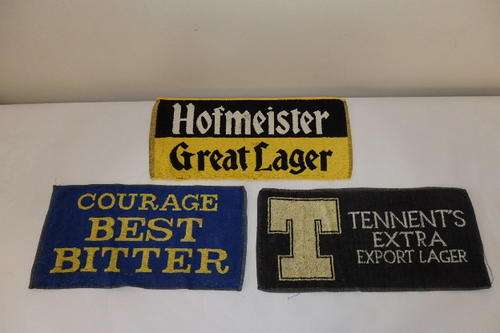 Hofmeister
Great Lager
COURAGE
BEST
BITTER
T
TENNENT'S
EXTRA
EXPORT LAGER